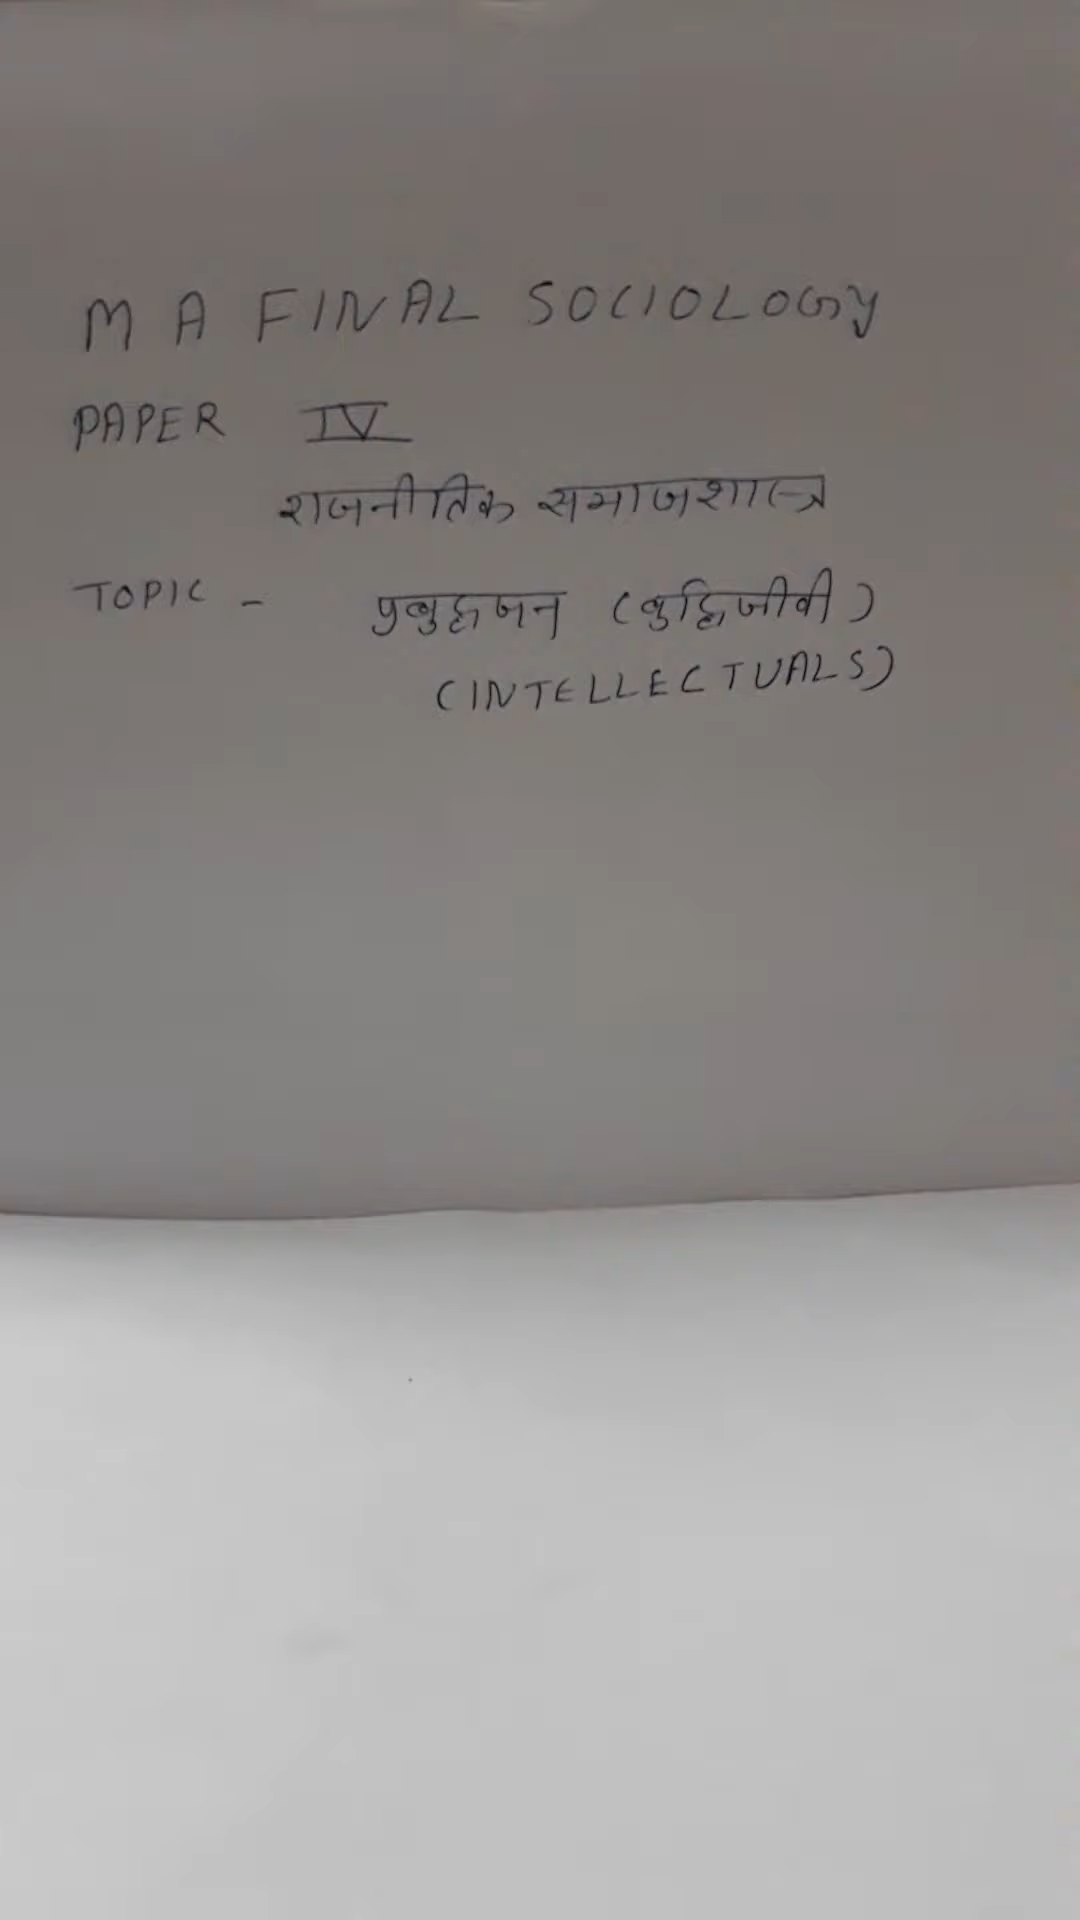 M A FINAL SOCIOLOGY
PAPER IV
राजनीतिक समाजशास्त्र
TOPIC - प्रबुद्धजन (बुद्धिजीवी)
(INTELLECTUALS)